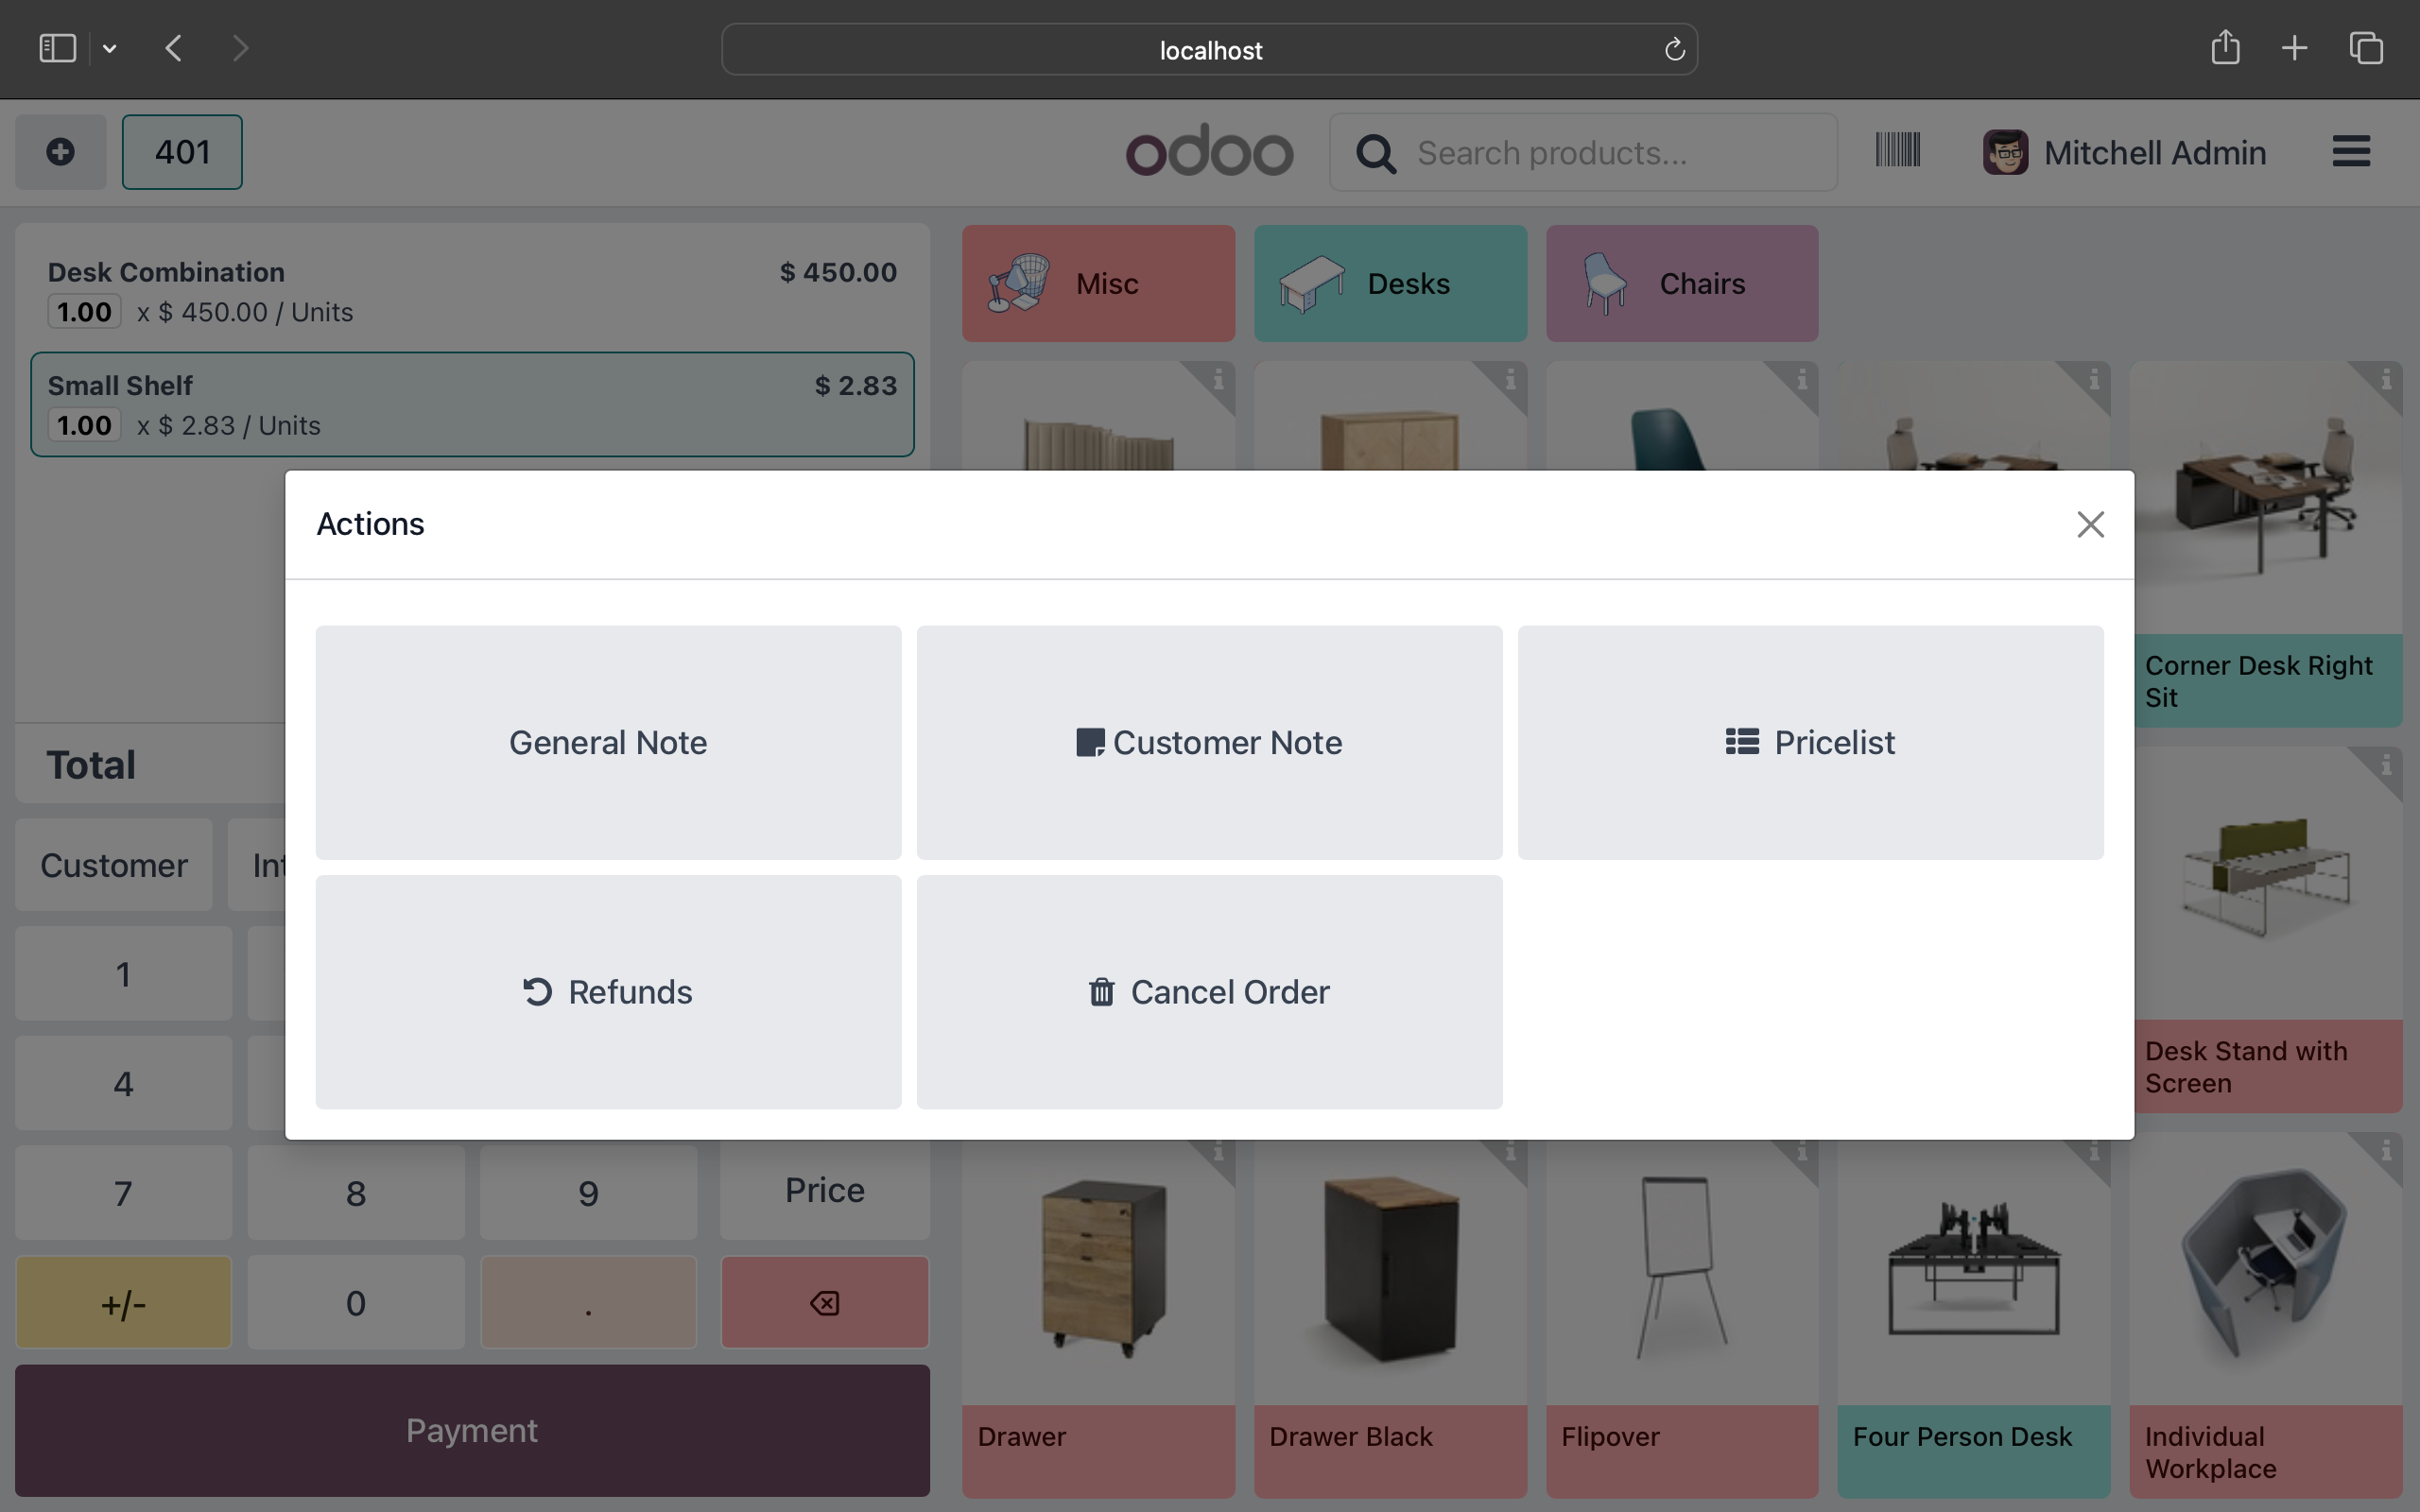 localhost
401
odoo
Search products...
Mitchell Admin
Desk Combination
$ 450.00
1.00 x $ 450.00 / Units
Small Shelf
$ 2.83
1.00 x $ 2.83 / Units
Misc
Desks
Chairs
Actions
General Note
Customer Note
Pricelist
Refunds
Cancel Order
Corner Desk Right
Sit
Total
Customer
Int
1
4
7
8
9
Price
+/-
0
.
Payment
Desk Stand with
Screen
Drawer
Drawer Black
Flipover
Four Person Desk
Individual
Workplace